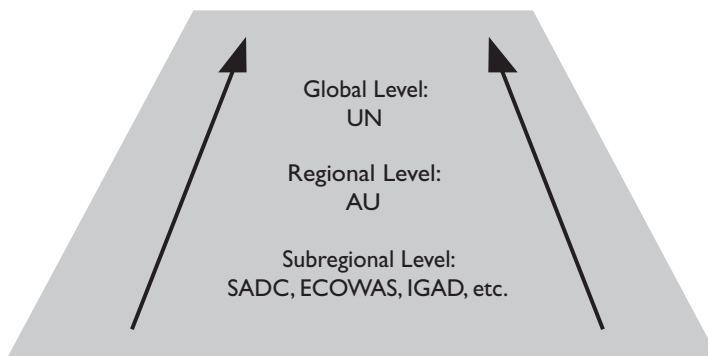 Global Level:
UN
Regional Level:
AU
Subregional Level:
SADC, ECOWAS, IGAD, etc.